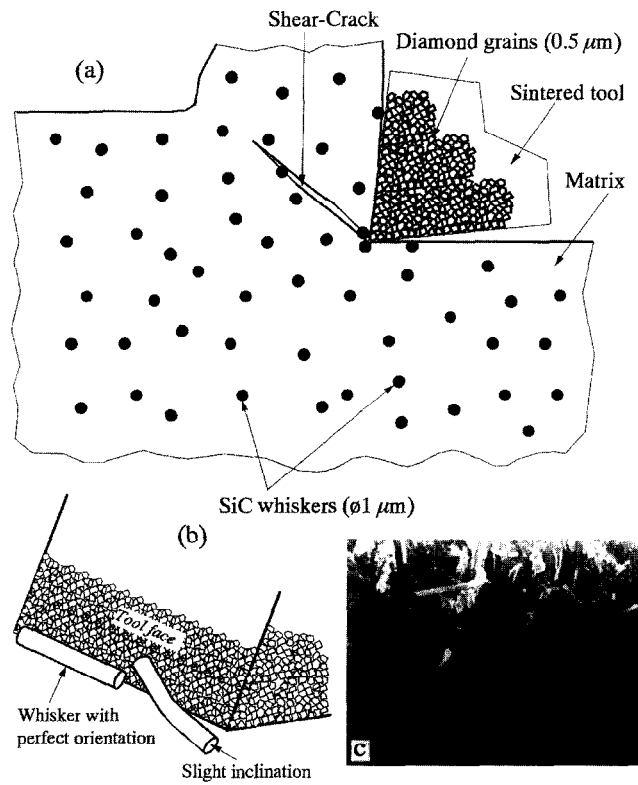 Shear-Crack
(a)
Diamond grains (0.5 μm)
Sintered tool
Matrix
SiC whiskers (ø1 μm)
(b)
Tool face
Whisker with
perfect orientation
Slight inclination
c